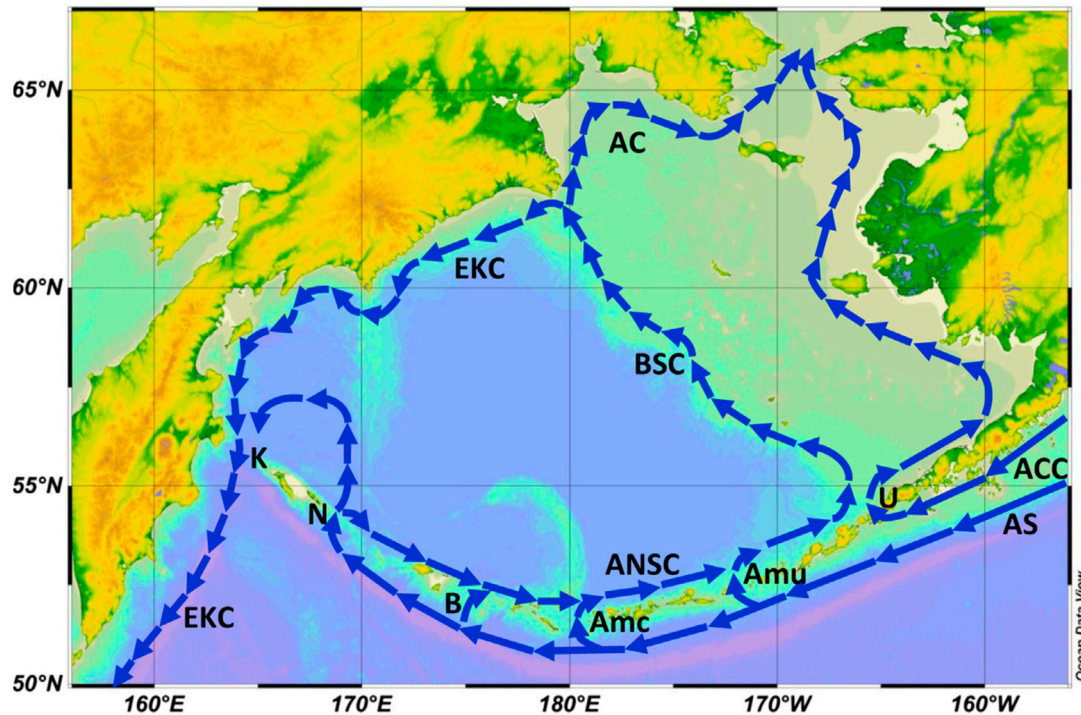 65°N
AC
EKC
60°N
BSC
K
55°N
ACC
U
N
AS
ANSC
Amu
B
EKC
Amc
50°N
160°E
170°E
180°E
170°W
160°W
Ocean Data View